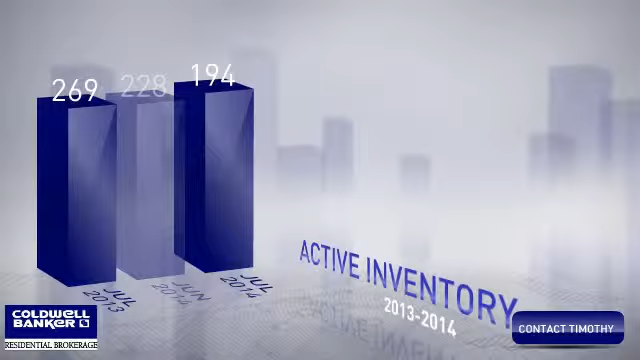 269
228
194
JUL
2013
JUN
2014
JUL
2014
ACTIVE INVENTORY
2013-2014
COLDWELL
BANKER
RESIDENTIAL BROKERAGE
CONTACT TIMOTHY